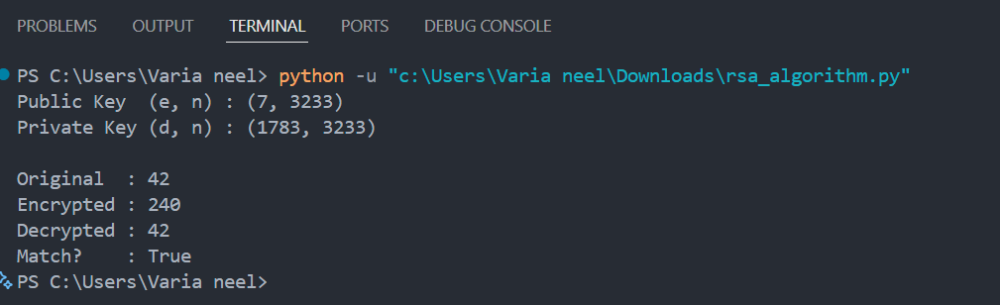 PROBLEMS OUTPUT TERMINAL PORTS DEBUG CONSOLE
PS C:\Users\Varia neel> python -u "c:\Users\Varia neel\Downloads\rsa_algorithm.py"
Public Key  (e, n) : (7, 3233)
Private Key (d, n) : (1783, 3233)
Original  : 42
Encrypted : 240
Decrypted : 42
Match?    : True
PS C:\Users\Varia neel>